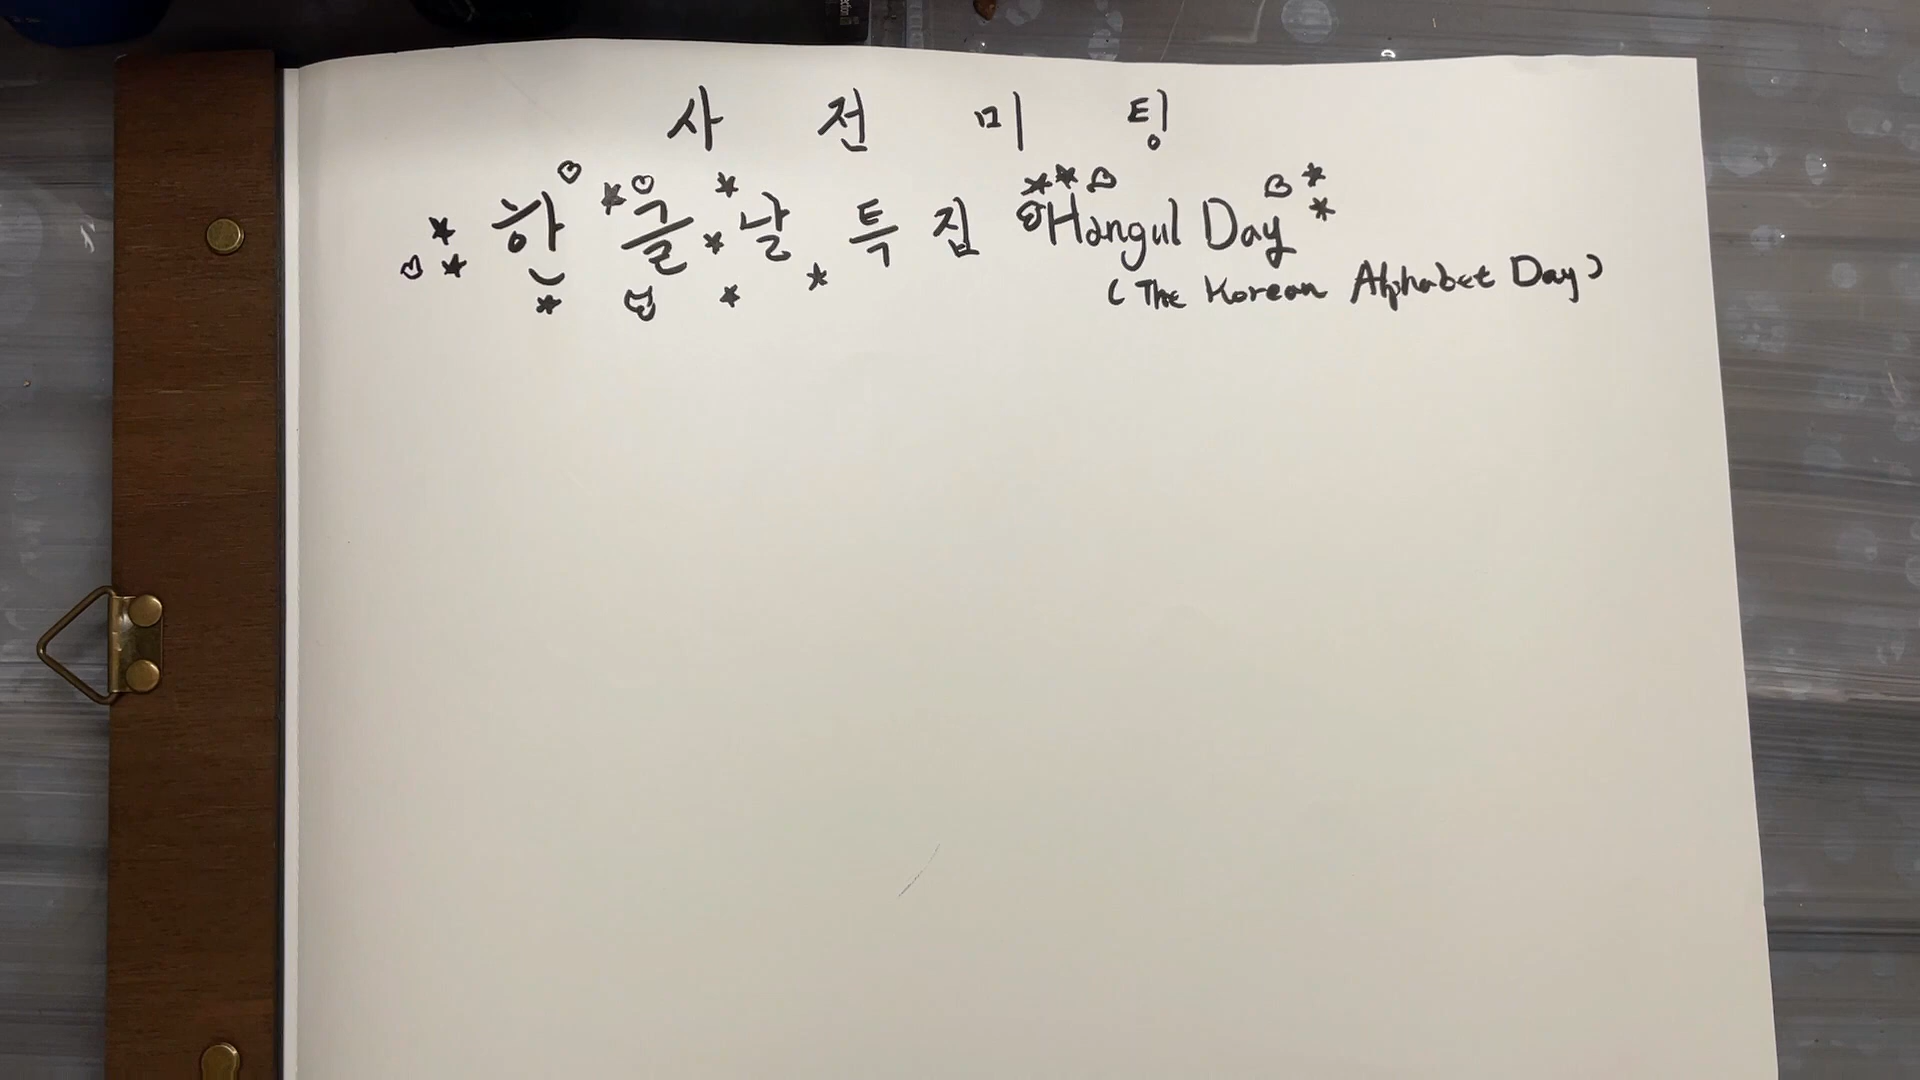 사 전 미 팅
한 글 날 특 집 Hangul Day
(The Korean Alphabet Day)